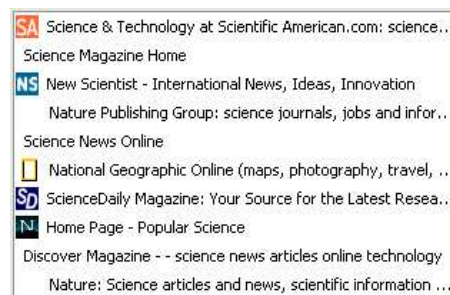 SA Science & Technology at Scientific American.com: science...
Science Magazine Home
NS New Scientist - International News, Ideas, Innovation
Nature Publishing Group: science journals, jobs and infor...
Science News Online
National Geographic Online (maps, photography, travel, ...
SD ScienceDaily Magazine: Your Source for the Latest Resea...
N Home Page - Popular Science
Discover Magazine - - science news articles online technology
Nature: Science articles and news, scientific information ...